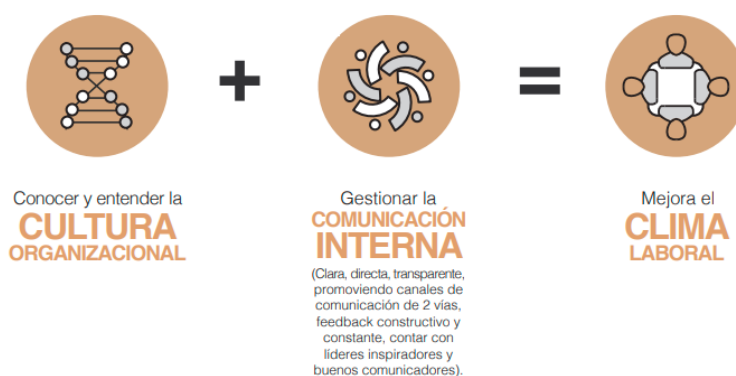 +
=
Conocer y entender la
CULTURA
ORGANIZACIONAL
Gestionar la
COMUNICACIÓN
INTERNA
(Clara, directa, transparente,
promoviendo canales de
comunicación de 2 vías,
feedback constructivo y
constante, contar con
líderes inspiradores y
buenos comunicadores).
Mejora el
CLIMA
LABORAL